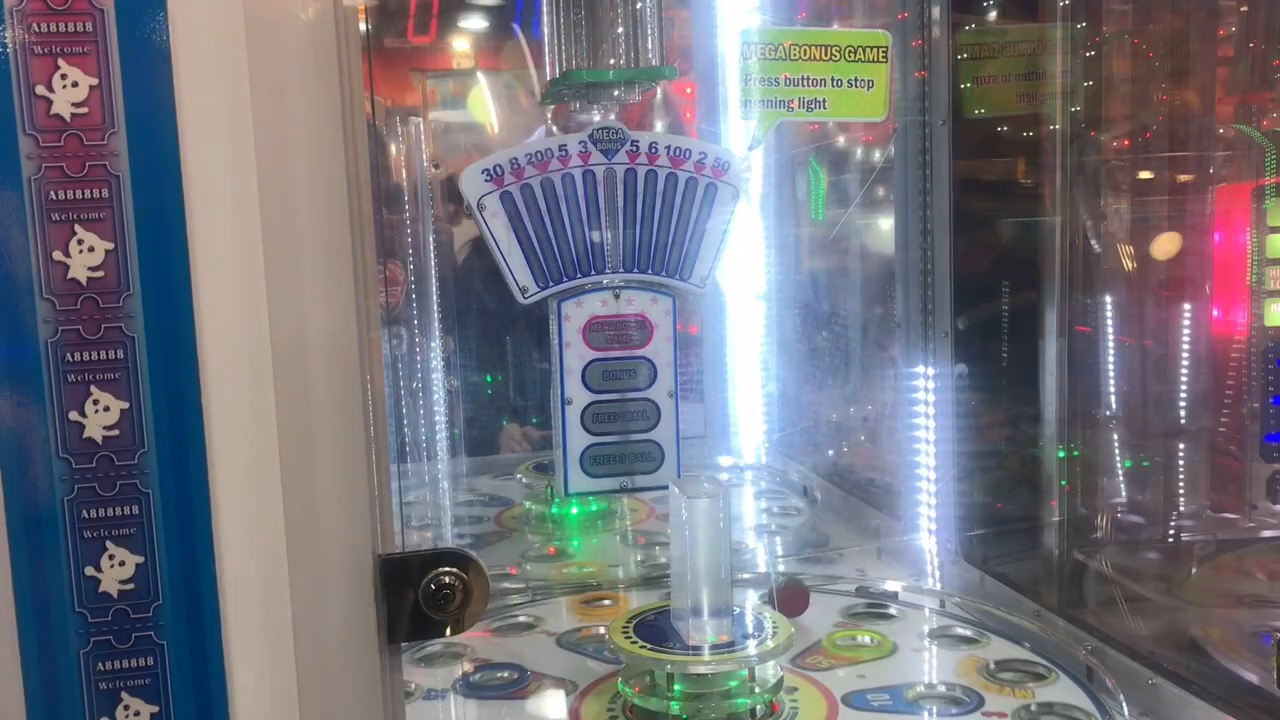 A888888
Welcome
A888888
Welcome
A888888
Welcome
A888888
Welcome
A888888
Welcome
MEGA BONUS GAME
Press button to stop
running light
MEGA
BONUS
30 8 200 5 3 5 6 100 2 50
MEGA BONUS
GAME
BONUS
FREE 2 BALL
FREE 3 BALL
50
10